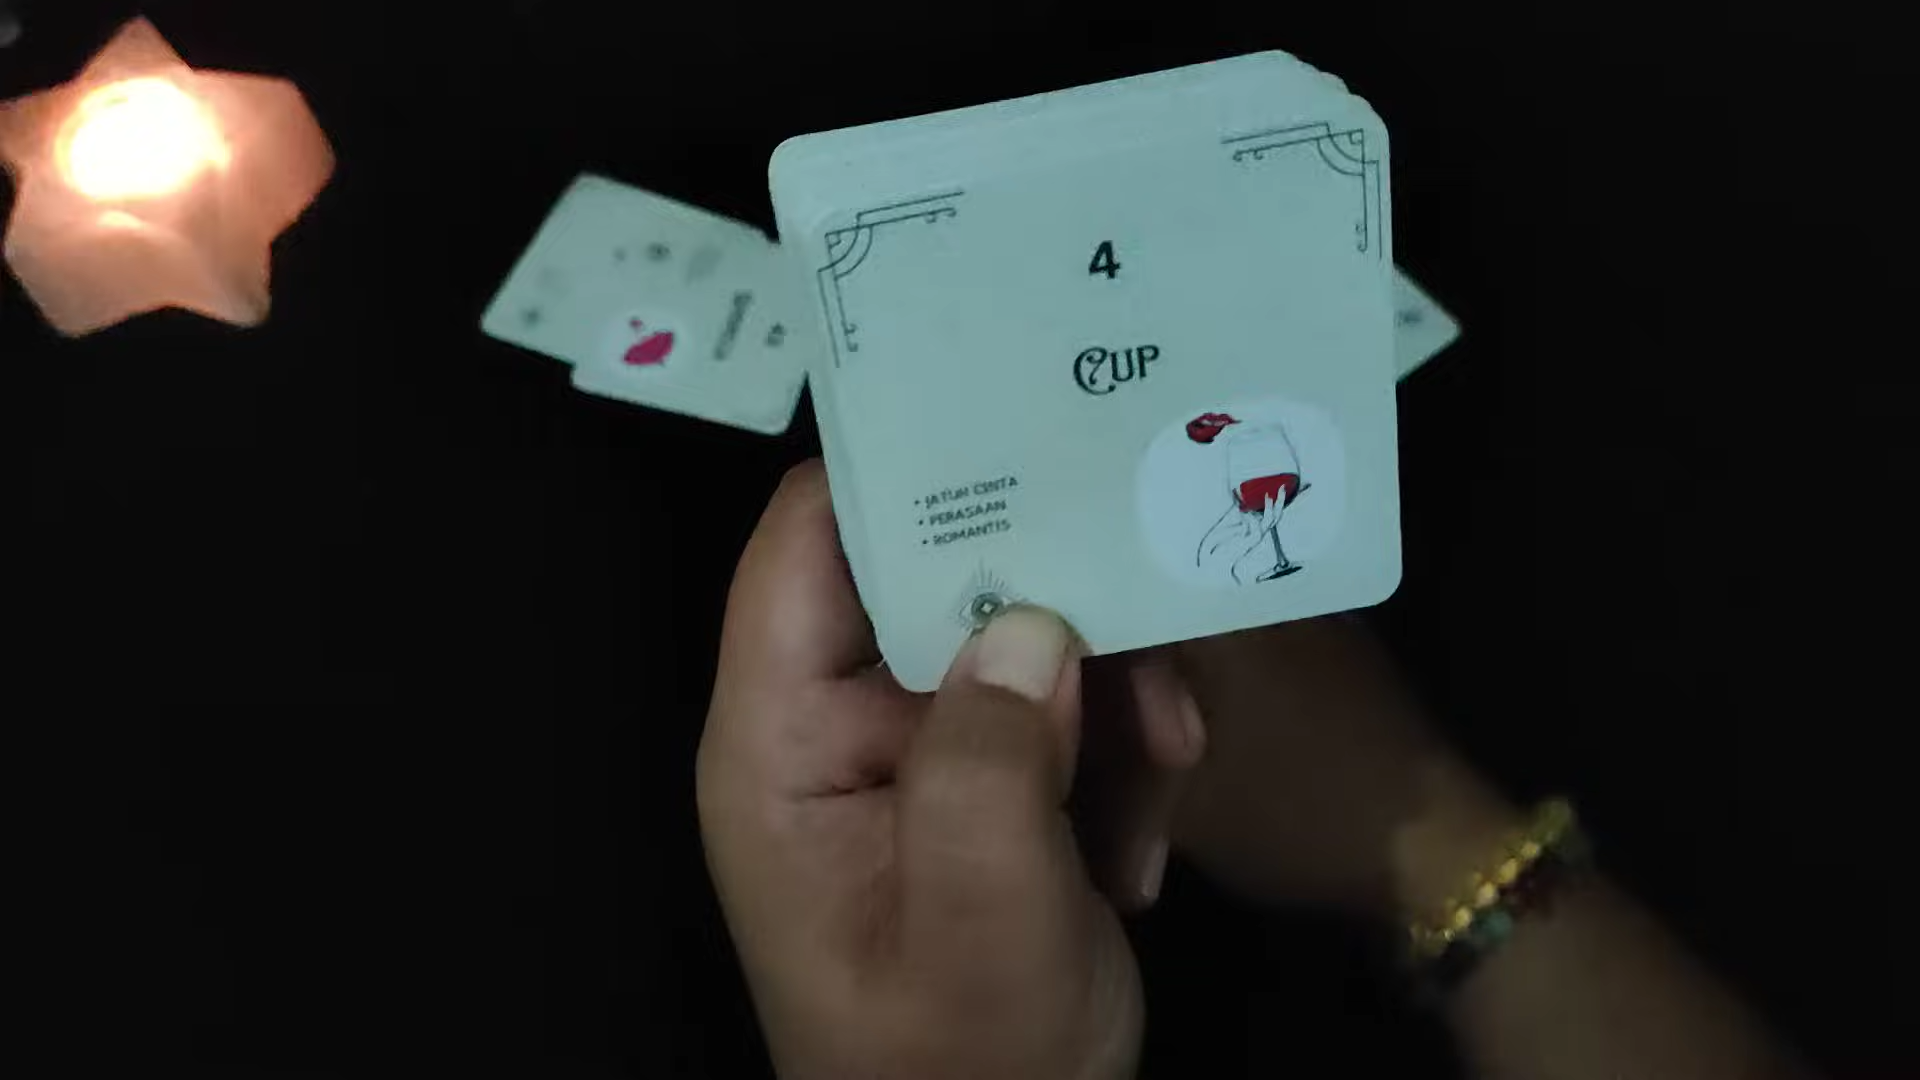 4
CUP
• JATUH CINTA
• PERASAAN
• ROMANTIS